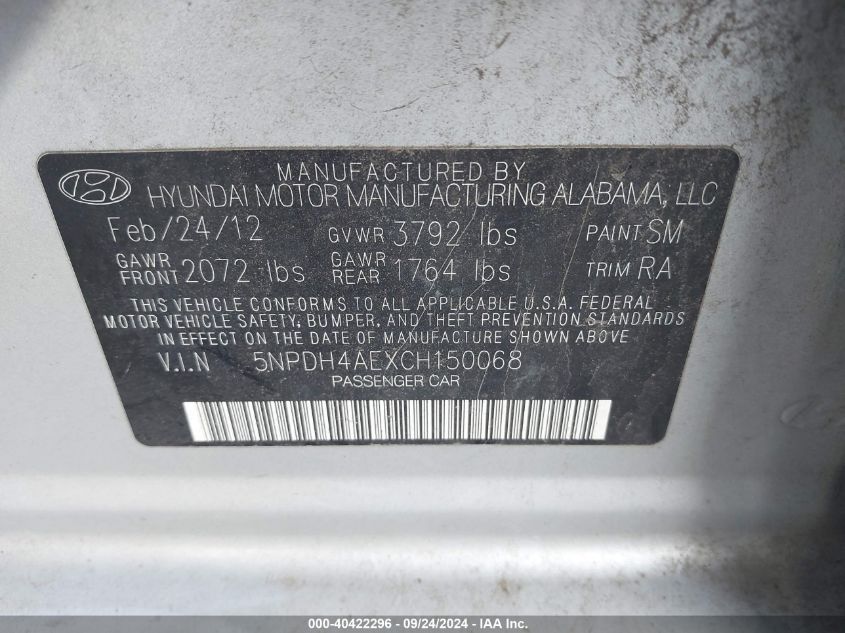 MANUFACTURED BY
HYUNDAI MOTOR MANUFACTURING ALABAMA, LLC
Feb/24/12 GVWR 3792 lbs PAINT SM
GAWR FRONT 2072 lbs GAWR REAR 1764 lbs TRIM RA
THIS VEHICLE CONFORMS TO ALL APPLICABLE U.S.A. FEDERAL
MOTOR VEHICLE SAFETY, BUMPER, AND THEFT PREVENTION STANDARDS
IN EFFECT ON THE DATE OF MANUFACTURE SHOWN ABOVE
V.I.N 5NPDH4AEXCH150068
PASSENGER CAR
000-40422296 - 09/24/2024 - IAA Inc.